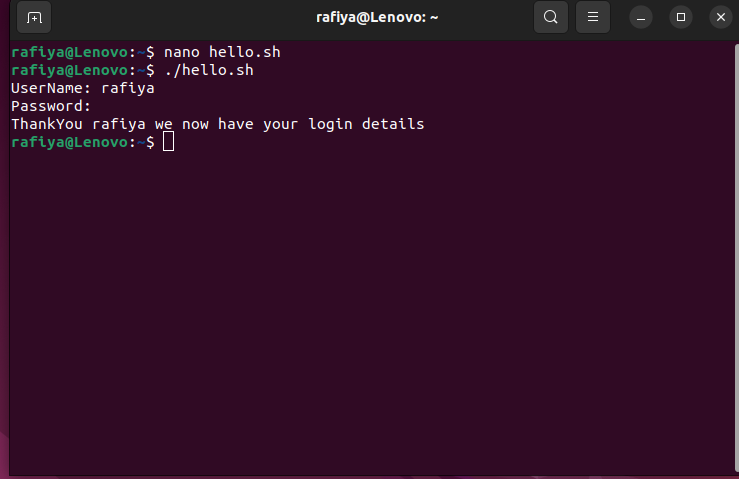 rafiya@Lenovo: ~
rafiya@Lenovo:~$ nano hello.sh
rafiya@Lenovo:~$ ./hello.sh
UserName: rafiya
Password:
ThankYou rafiya we now have your login details
rafiya@Lenovo:~$